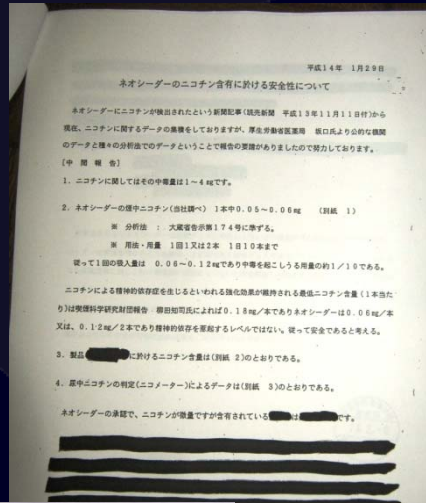 平成14年 1月29日
ネオシーダーのニコチン含有に於ける安全性について
ネオシーダーにニコチンが検出されたという新聞記事(読売新聞 平成13年11月11日付)から
現在、ニコチンに関するデータの集積をしておりますが、厚生労働省医薬局 坂口氏より公的な機関
のデータと種々の分析法でのデータということで報告の要請がありましたので努力しております。
[中 間 報 告]
1. ニコチンに関してはその中毒量は1~4㎎です。
2. ネオシーダーの煙中ニコチン(当社調べ) 1本中0.05~0.06㎎ (別紙 1)
※ 分析法 : 大蔵省告示第174号に準ずる。
※ 用法・用量 1回1又は2本 1日10本まで
従って1回の吸入量は 0.06~0.12㎎であり中毒を起こしうる用量の約1/10である。
ニコチンによる精神的依存症を生じるといわれる強化効果が維持される最低ニコチン含量(1本当た
り)は喫煙科学研究財団報告 柳田知司氏によれば0.18㎎/本でありネオシーダーは0.06㎎/本
又は、0.12㎎/2本であり精神的依存を惹起するレベルではない。従って安全であると考える。
3. 製品 に於けるニコチン含量は(別紙 2)のとおりである。
4. 尿中ニコチンの判定(ニコメーター)によるデータは(別紙 3)のとおりである。
ネオシーダーの承認で、ニコチンが微量ですが含有されている は です。